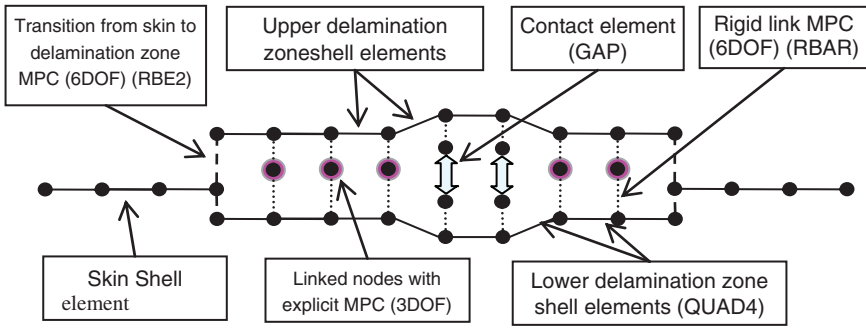 Transition from skin to
delamination zone
MPC (6DOF) (RBE2)
Upper delamination
zoneshell elements
Contact element
(GAP)
Rigid link MPC
(6DOF) (RBAR)
Skin Shell
element
Linked nodes with
explicit MPC (3DOF)
Lower delamination zone
shell elements (QUAD4)